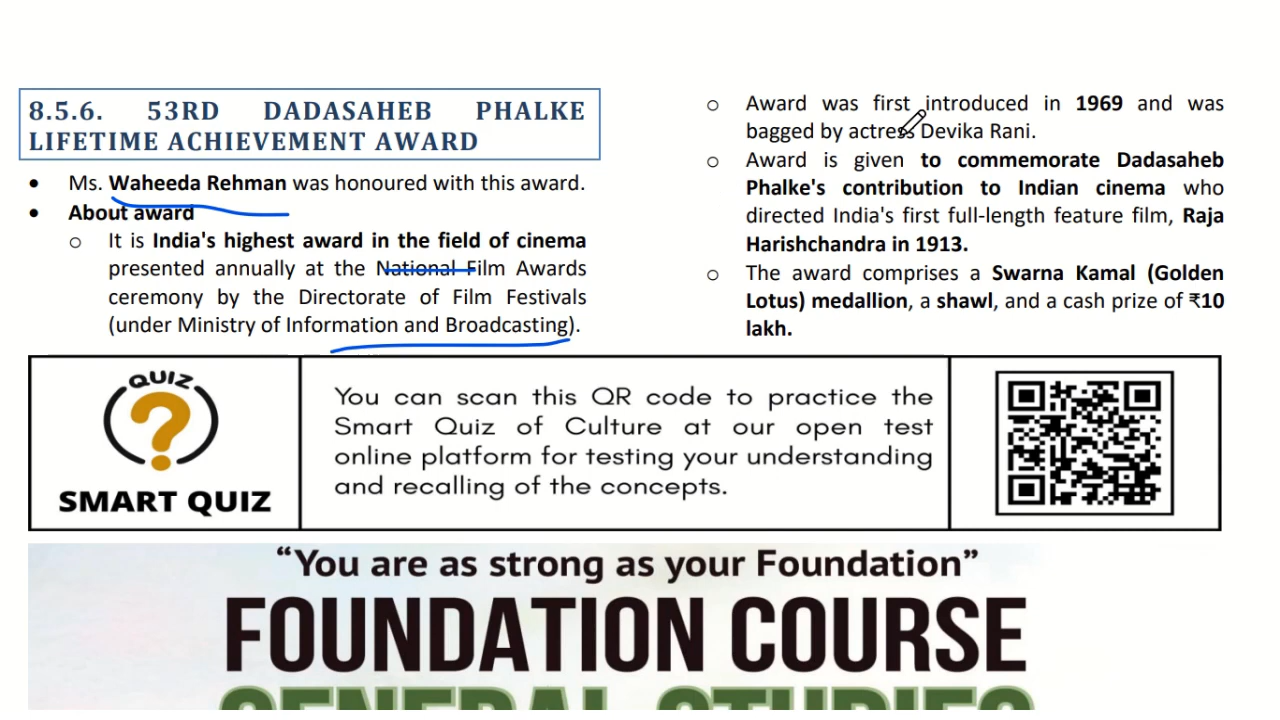 8.5.6. 53RD DADASAHEB PHALKE
LIFETIME ACHIEVEMENT AWARD
• Ms. Waheeda Rehman was honoured with this award.
• About award
o It is India's highest award in the field of cinema
presented annually at the National Film Awards
ceremony by the Directorate of Film Festivals
(under Ministry of Information and Broadcasting).
o Award was first introduced in 1969 and was
bagged by actress Devika Rani.
o Award is given to commemorate Dadasaheb
Phalke's contribution to Indian cinema who
directed India's first full-length feature film, Raja
Harishchandra in 1913.
o The award comprises a Swarna Kamal (Golden
Lotus) medallion, a shawl, and a cash prize of ₹10
lakh.
QUIZ
?
SMART QUIZ
You can scan this QR code to practice the
Smart Quiz of Culture at our open test
online platform for testing your understanding
and recalling of the concepts.
“You are as strong as your Foundation”
FOUNDATION COURSE
GENERAL STUDIES